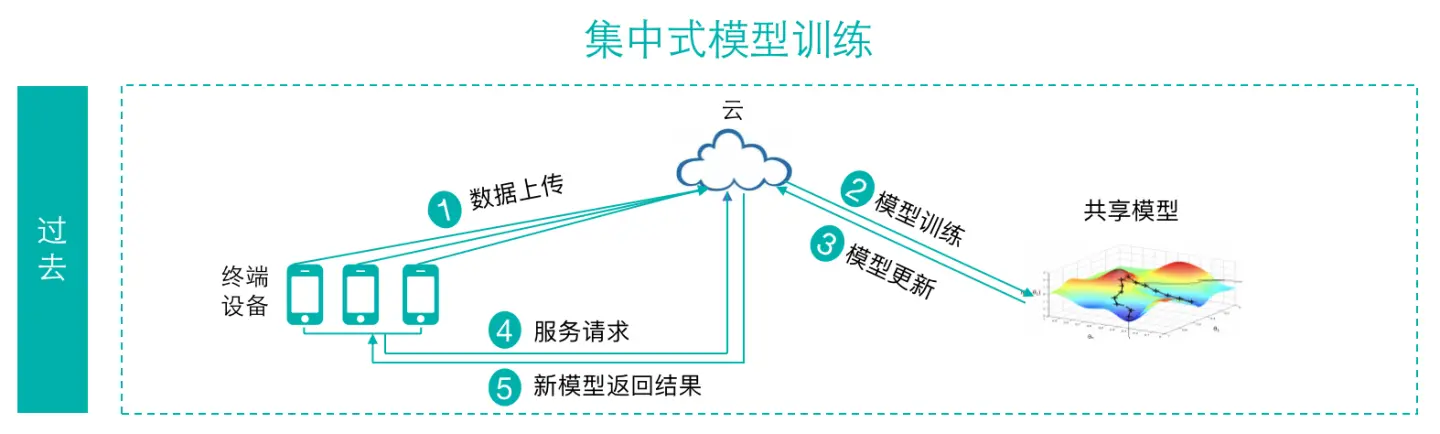 集中式模型训练
过去
云
1 数据上传
2 模型训练
3 模型更新
共享模型
终端
设备
4 服务请求
5 新模型返回结果